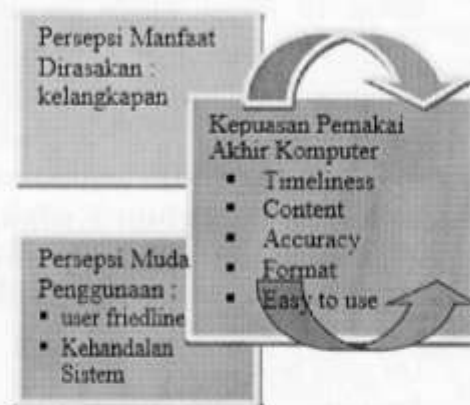 Persepsi Manfaat
Dirasakan :
kelangkapan
Kepuasan Pemakai
Akhir Komputer
▪ Timeliness
▪ Content
▪ Accuracy
▪ Format
▪ Easy to use
Persepsi Muda
Penggunaan :
▪ user friedline
▪ Kehandalan
Sistem